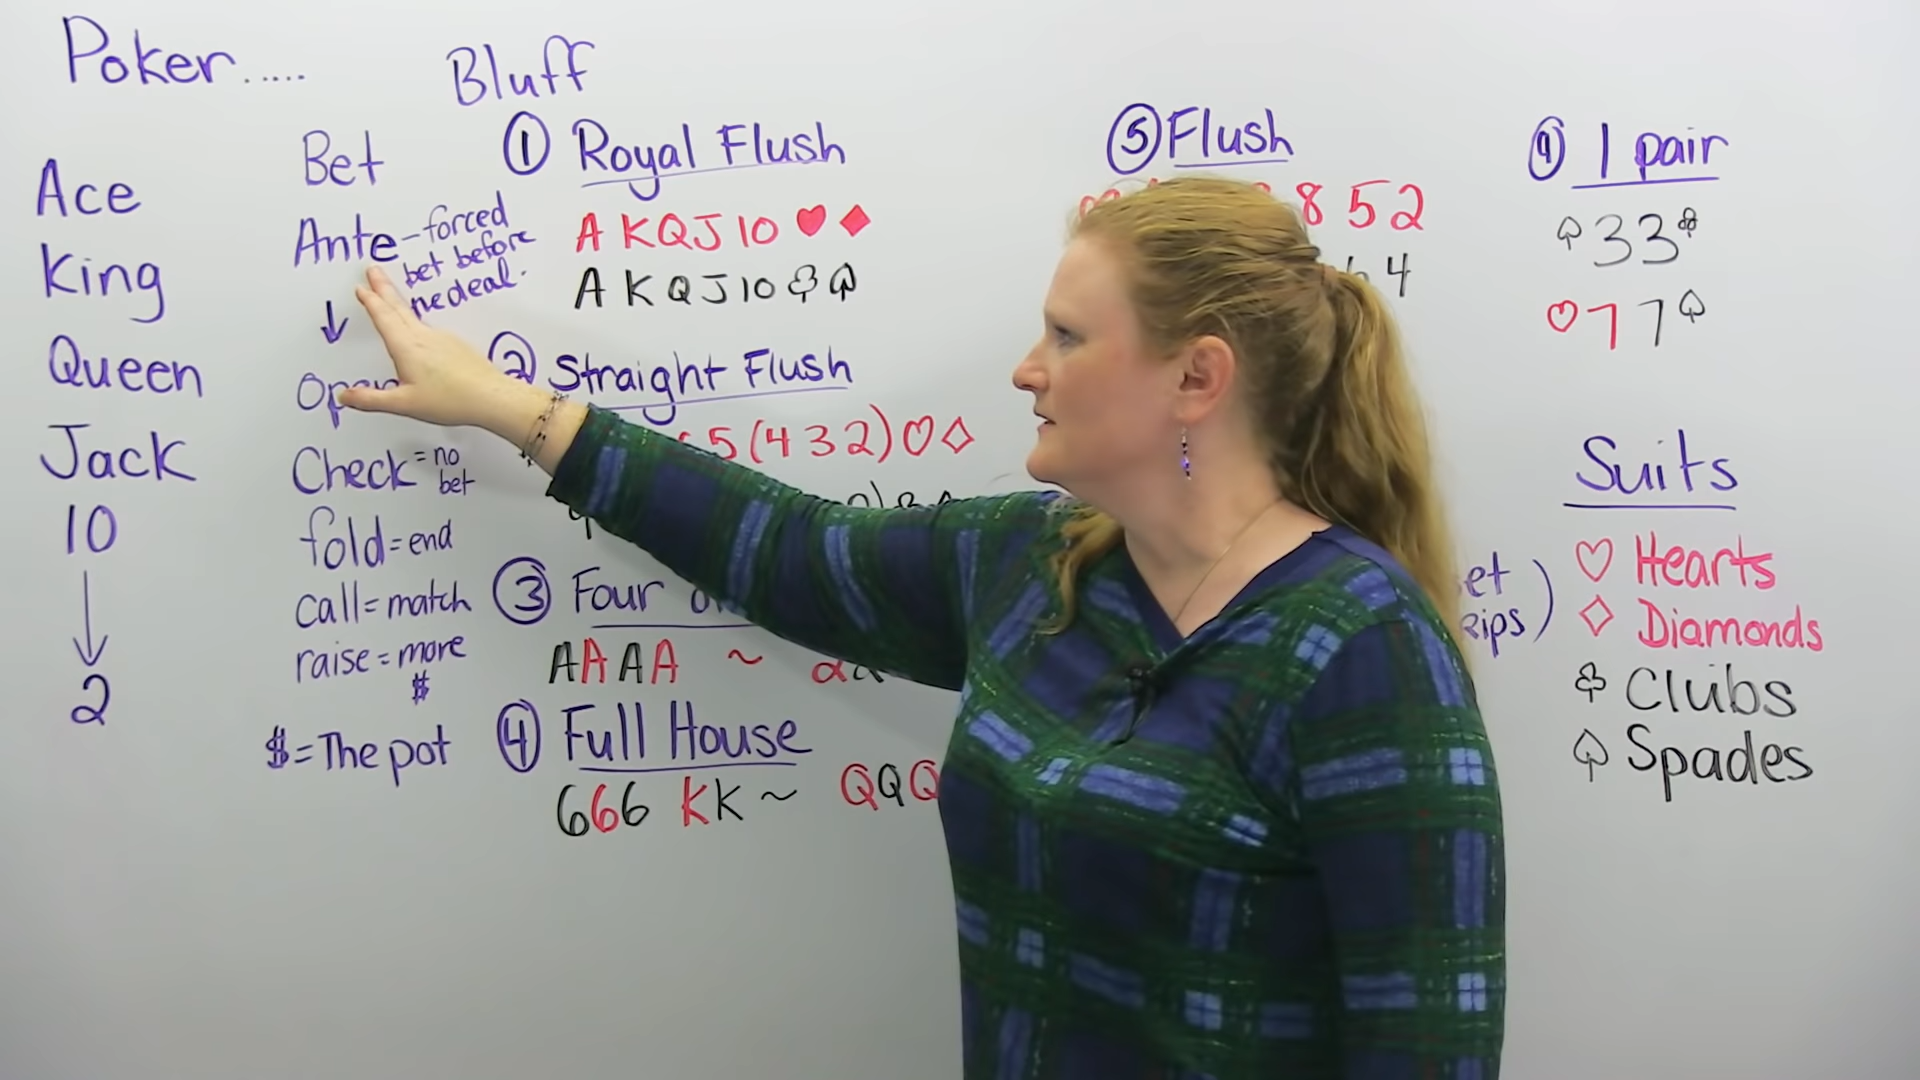 Poker.....
Bluff
Ace
King
Queen
Jack
10
2
Bet
Ante - forced
bet before
deal.
Check = no
bet
fold = end
call = match
raise = more
$
$ = The pot
① Royal Flush
A K Q J 10 ♥ ♦
A K Q J 10 ♧ ♤
② Straight Flush
5 (4 3 2) ♡ ♢
③ Four
A A A A ~
④ Full House
6 6 6 K K ~ Q Q Q
⑤ Flush
8 5 2
4
⑨ 1 pair
♤ 3 3 ♧
♡ 7 7 ♤
Suits
♡ Hearts
♢ Diamonds
♧ Clubs
♤ Spades